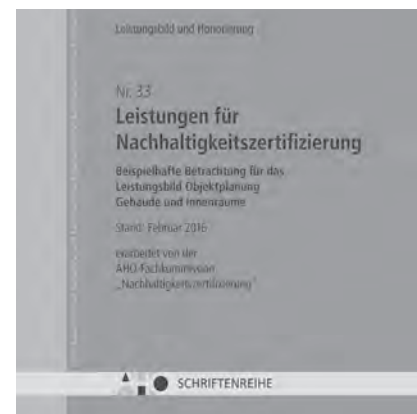 Leistungsbild und Honorierung
Nr. 33
Leistungen für
Nachhaltigkeitszertifizierung
Beispielhafte Betrachtung für das
Leistungsbild Objektplanung
Gebäude und Innenräume
Stand: Februar 2016
erarbeitet von der
AHO-Fachkommission
„Nachhaltigkeitszertifizierung“
SCHRIFTENREIHE